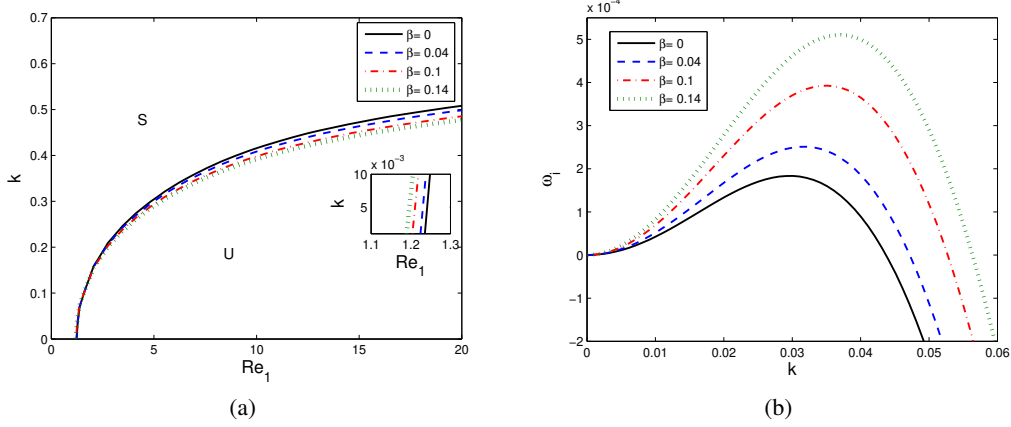 0.7
0.6
0.5
0.4
0.3
0.2
0.1
0
k
0 5 10 15 20
Re1
S
U
β= 0
β= 0.04
β= 0.1
β= 0.14
x 10⁻³
10
5
k
1.1 1.2 1.3
Re1
(a)
x 10⁻⁴
5
4
3
2
1
0
−1
−2
ωi
0 0.01 0.02 0.03 0.04 0.05 0.06
k
β= 0
β= 0.04
β= 0.1
β= 0.14
(b)